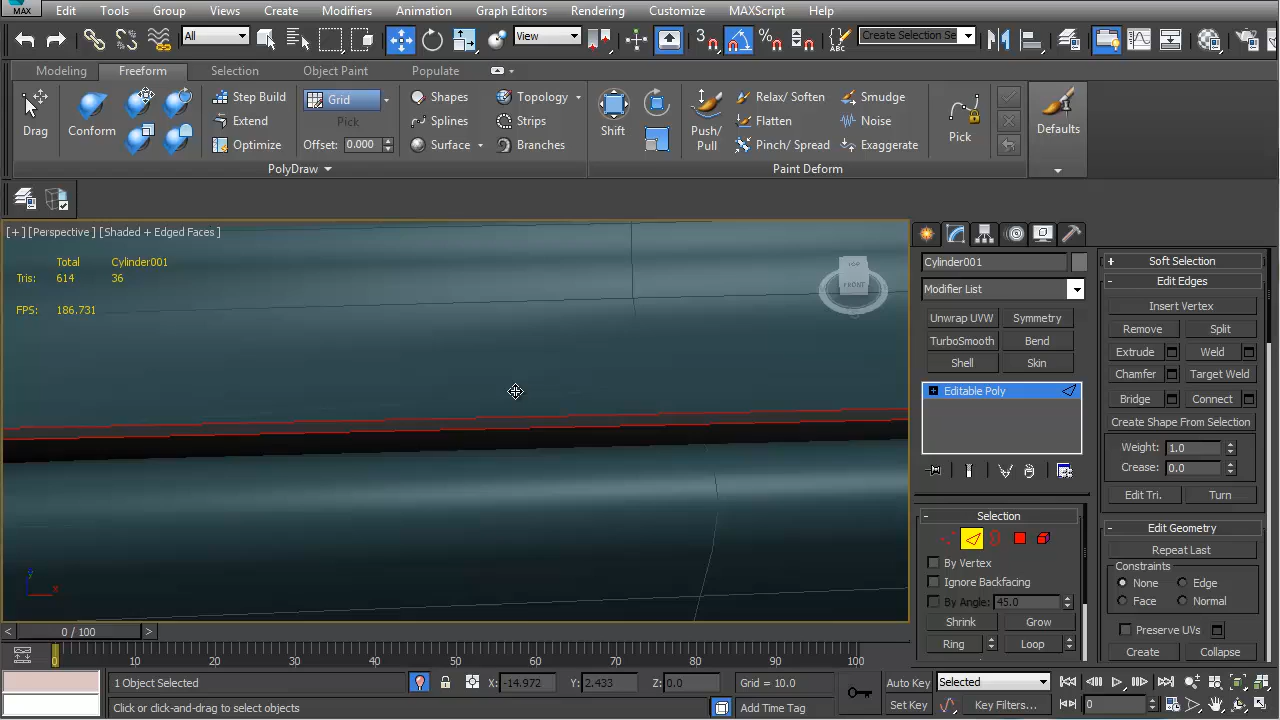 MAX
Edit Tools Group Views Create Modifiers Animation Graph Editors Rendering Customize MAXScript Help
All
View
3
%
ABC
Create Selection Se
Modeling Freeform Selection Object Paint Populate
Drag
Conform
Step Build
Extend
Optimize
Grid
Pick
Offset: 0.000
Shapes
Splines
Surface
Topology
Strips
Branches
PolyDraw
Shift
Push/
Pull
Relax/ Soften
Flatten
Pinch/ Spread
Smudge
Noise
Exaggerate
Paint Deform
Pick
Defaults
[+] [Perspective ] [Shaded + Edged Faces ]
Total Cylinder001
Tris: 614 36
FPS: 186.731
TOP
FRONT
y
x
Cylinder001
Modifier List
Unwrap UVW Symmetry
TurboSmooth Bend
Shell Skin
Editable Poly
Selection
By Vertex
Ignore Backfacing
By Angle: 45.0
Shrink Grow
Ring Loop
+ Soft Selection
- Edit Edges
Insert Vertex
Remove Split
Extrude Weld
Chamfer Target Weld
Bridge Connect
Create Shape From Selection
Weight: 1.0
Crease: 0.0
Edit Tri. Turn
- Edit Geometry
Repeat Last
Constraints
None Edge
Face Normal
Preserve UVs
Create Collapse
< 0 / 100 >
0 10 20 30 40 50 60 70 80 90 100
1 Object Selected
X: -14.972 Y: 2.433 Z: 0.0 Grid = 10.0
Auto Key Selected
Click or click-and-drag to select objects
Add Time Tag
Set Key Key Filters... 0